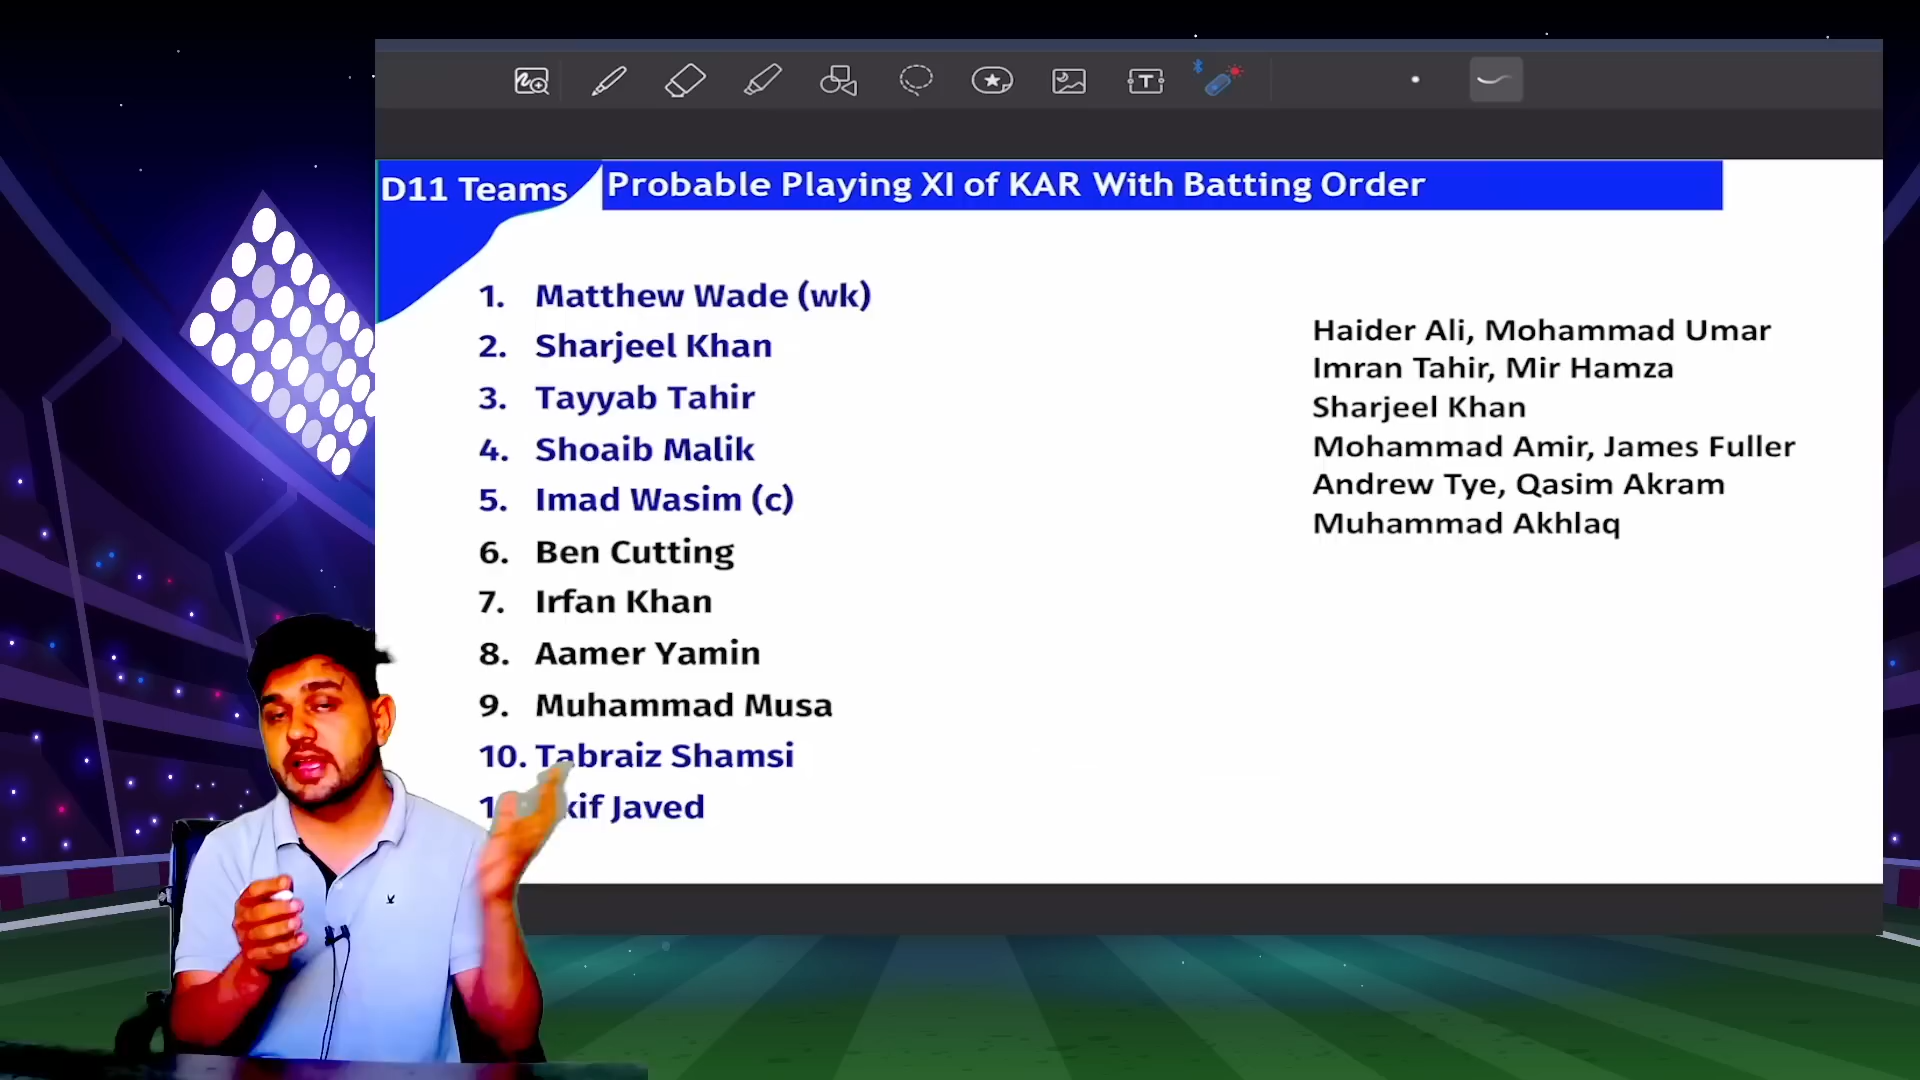 D11 Teams
Probable Playing XI of KAR With Batting Order
1. Matthew Wade (wk)
2. Sharjeel Khan
3. Tayyab Tahir
4. Shoaib Malik
5. Imad Wasim (c)
6. Ben Cutting
7. Irfan Khan
8. Aamer Yamin
9. Muhammad Musa
10. Tabraiz Shamsi
Javed
Haider Ali, Mohammad Umar
Imran Tahir, Mir Hamza
Sharjeel Khan
Mohammad Amir, James Fuller
Andrew Tye, Qasim Akram
Muhammad Akhlaq